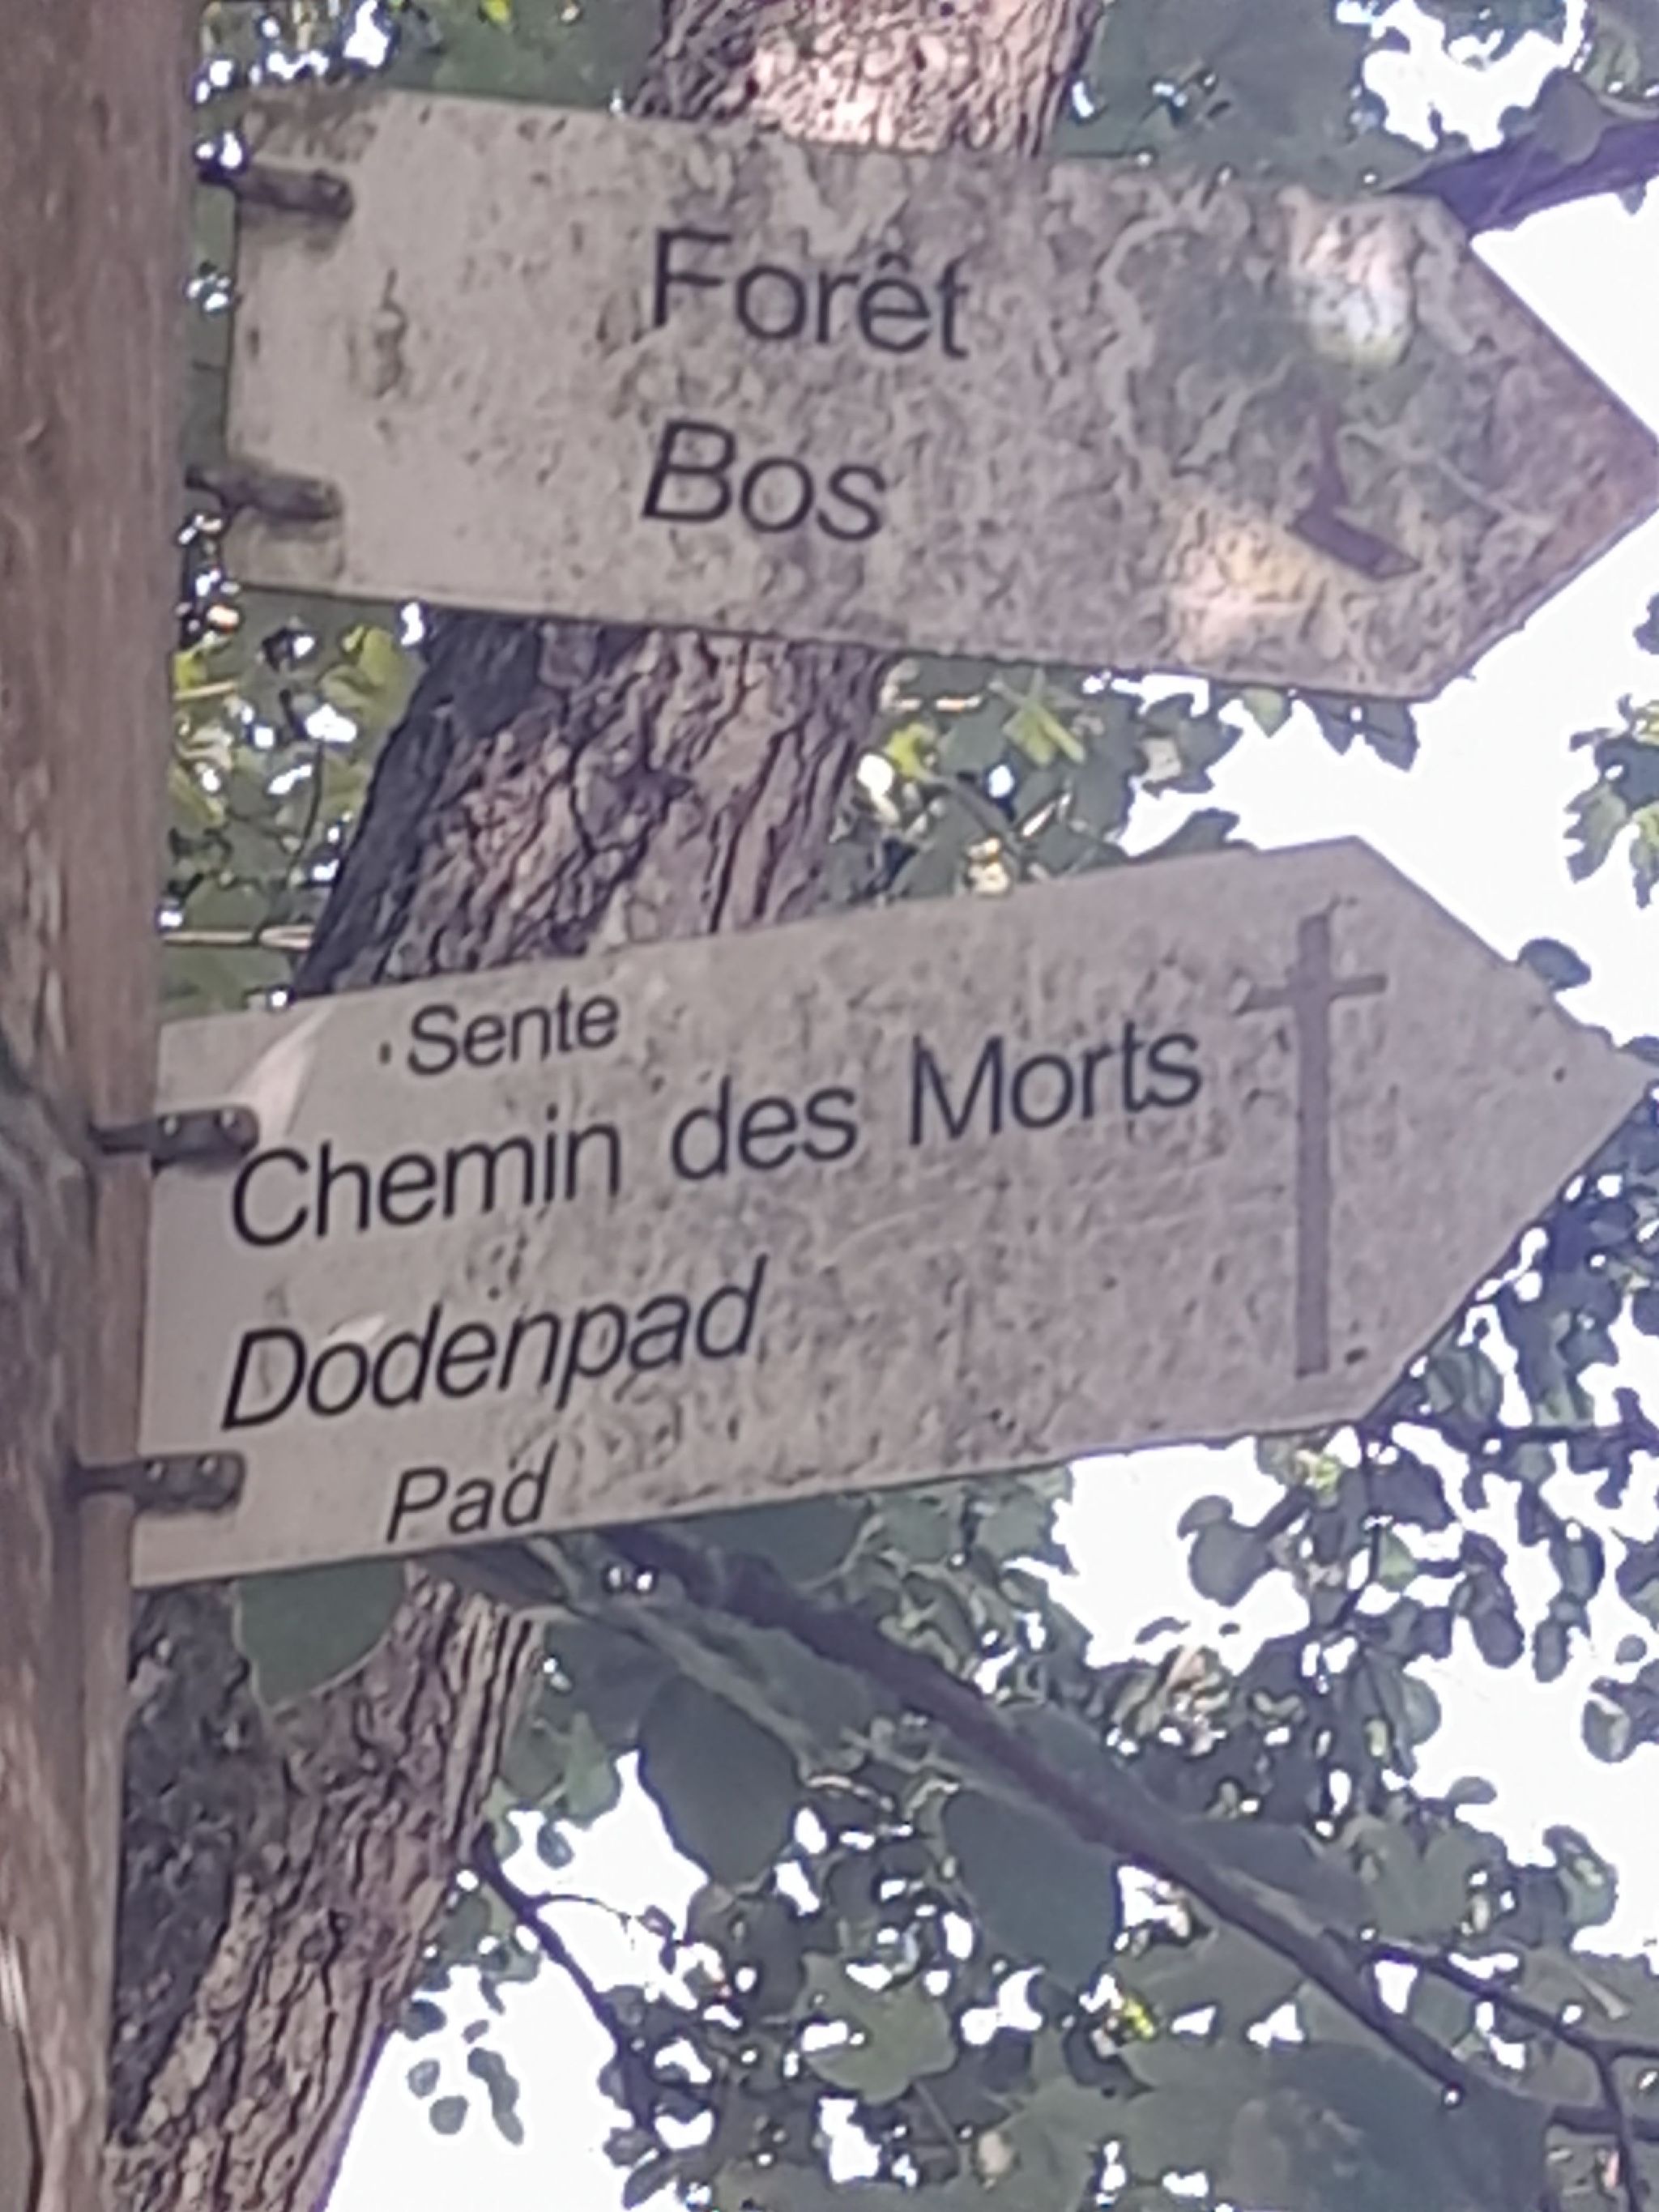 Forêt
Bos
Sente
Chemin des Morts
Dodenpad
Pad